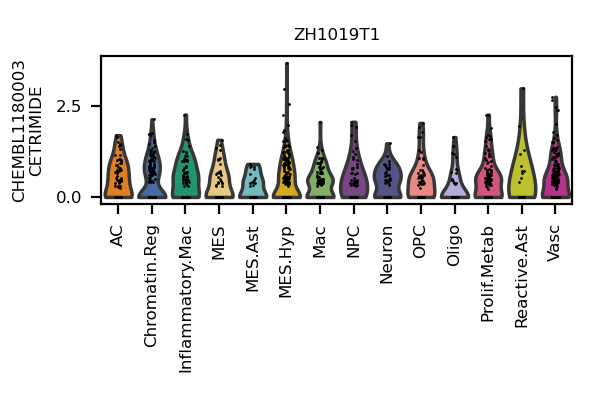 ZH1019T1
CHEMBL1180003
CETRIMIDE
2.5
0.0
AC
Chromatin.Reg
Inflammatory.Mac
MES
MES.Ast
MES.Hyp
Mac
NPC
Neuron
OPC
Oligo
Prolif.Metab
Reactive.Ast
Vasc